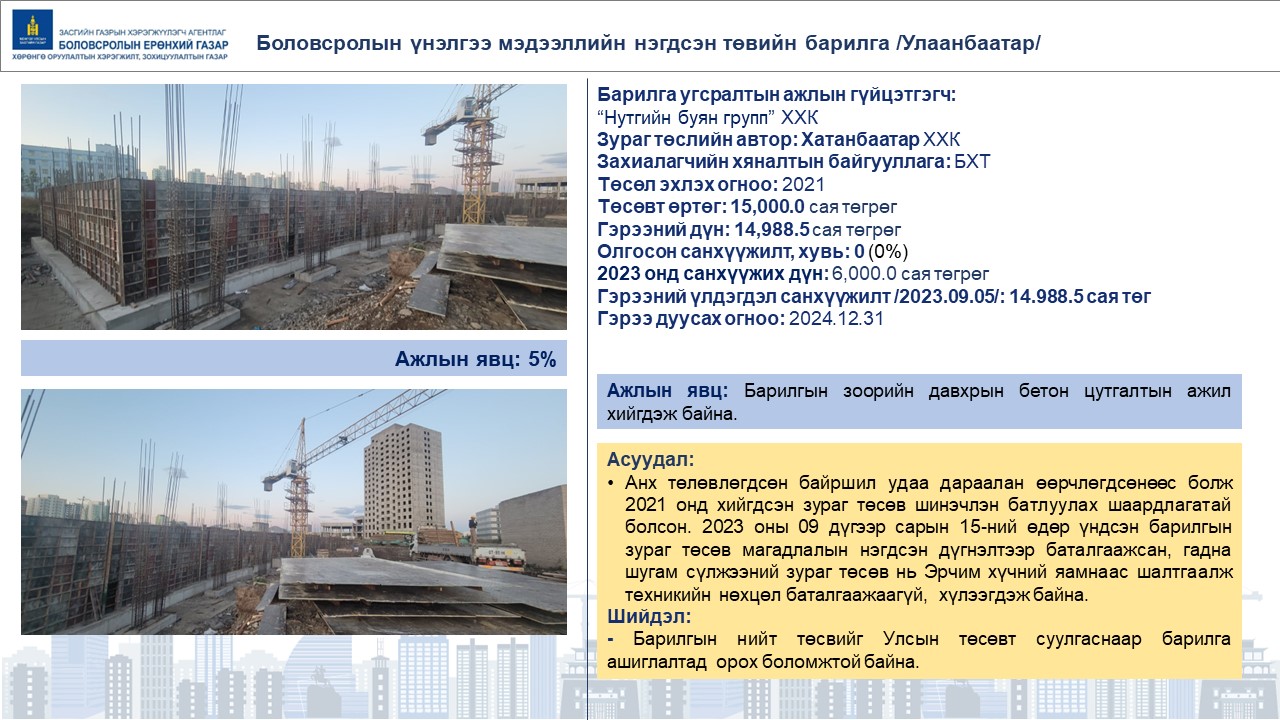 ЗАСГИЙН ГАЗРЫН ХЭРЭГЖҮҮЛЭГЧ АГЕНТЛАГ
БОЛОВСРОЛЫН ЕРӨНХИЙ ГАЗАР
ХӨРӨНГӨ ОРУУЛАЛТЫН ХЭРЭГЖИЛТ, ЗОХИЦУУЛАЛТЫН ГАЗАР
Боловсролын үнэлгээ мэдээллийн нэгдсэн төвийн барилга /Улаанбаатар/
Ажлын явц: 5%
Барилга угсралтын ажлын гүйцэтгэгч:
“Нутгийн буян групп” ХХК
Зураг төслийн автор: Хатанбаатар ХХК
Захиалагчийн хяналтын байгууллага: БХТ
Төсөл эхлэх огноо: 2021
Төсөвт өртөг: 15,000.0 сая төгрөг
Гэрээний дүн: 14,988.5 сая төгрөг
Олгосон санхүүжилт, хувь: 0 (0%)
2023 онд санхүүжих дүн: 6,000.0 сая төгрөг
Гэрээний үлдэгдэл санхүүжилт /2023.09.05/: 14.988.5 сая төг
Гэрээ дуусах огноо: 2024.12.31
Ажлын явц: Барилгын зоорийн давхрын бетон цутгалтын ажил
хийгдэж байна.
Асуудал:
• Анх төлөвлөгдсөн байршил удаа дараалан өөрчлөгдсөнөөс болж
2021 онд хийгдсэн зураг төсөв шинэчлэн батлуулах шаардлагатай
болсон. 2023 оны 09 дүгээр сарын 15-ний өдөр үндсэн барилгын
зураг төсөв магадлалын нэгдсэн дүгнэлтээр баталгаажсан, гадна
шугам сүлжээний зураг төсөв нь Эрчим хүчний яамнаас шалтгаалж
техникийн нөхцөл баталгаажаагүй, хүлээгдэж байна.
Шийдэл:
- Барилгын нийт төсвийг Улсын төсөвт суулгаснаар барилга
ашиглалтад орох боломжтой байна.